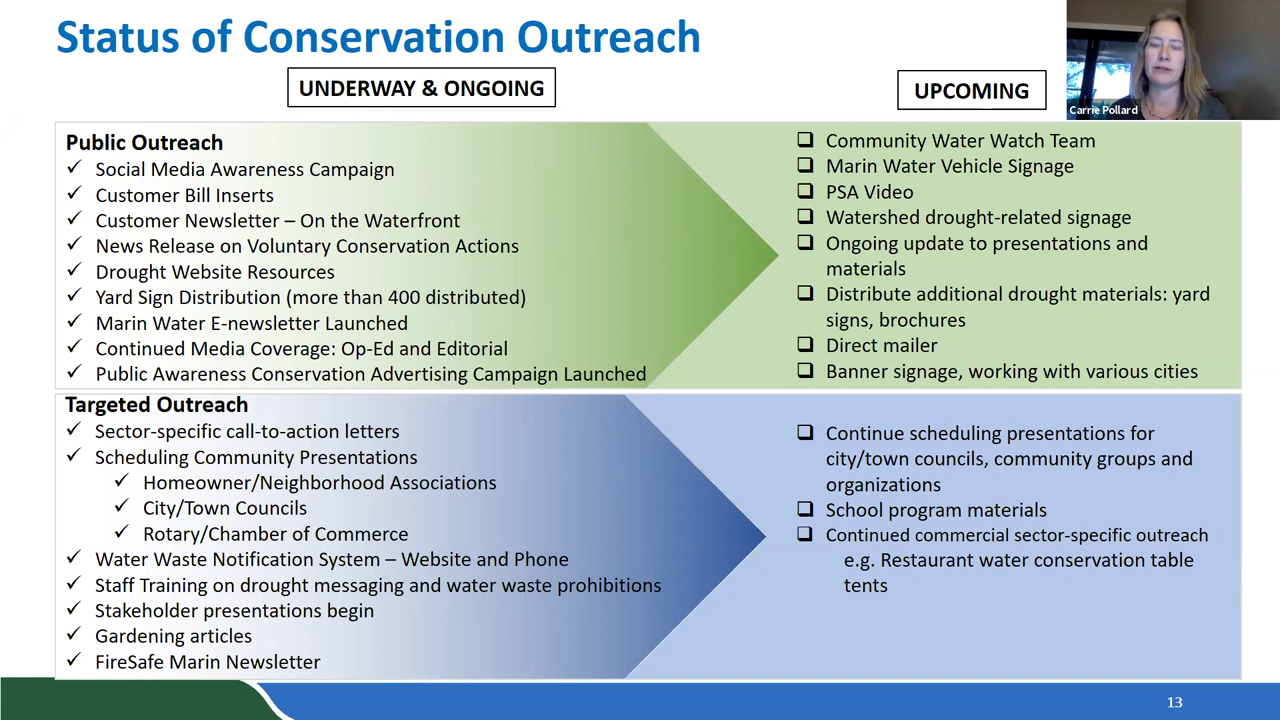 Status of Conservation Outreach
UNDERWAY & ONGOING
UPCOMING
Carrie Pollard
Public Outreach
✓ Social Media Awareness Campaign
✓ Customer Bill Inserts
✓ Customer Newsletter – On the Waterfront
✓ News Release on Voluntary Conservation Actions
✓ Drought Website Resources
✓ Yard Sign Distribution (more than 400 distributed)
✓ Marin Water E-newsletter Launched
✓ Continued Media Coverage: Op-Ed and Editorial
✓ Public Awareness Conservation Advertising Campaign Launched
❑ Community Water Watch Team
❑ Marin Water Vehicle Signage
❑ PSA Video
❑ Watershed drought-related signage
❑ Ongoing update to presentations and
materials
❑ Distribute additional drought materials: yard
signs, brochures
❑ Direct mailer
❑ Banner signage, working with various cities
Targeted Outreach
✓ Sector-specific call-to-action letters
✓ Scheduling Community Presentations
✓ Homeowner/Neighborhood Associations
✓ City/Town Councils
✓ Rotary/Chamber of Commerce
✓ Water Waste Notification System – Website and Phone
✓ Staff Training on drought messaging and water waste prohibitions
✓ Stakeholder presentations begin
✓ Gardening articles
✓ FireSafe Marin Newsletter
❑ Continue scheduling presentations for
city/town councils, community groups and
organizations
❑ School program materials
❑ Continued commercial sector-specific outreach
e.g. Restaurant water conservation table
tents
13